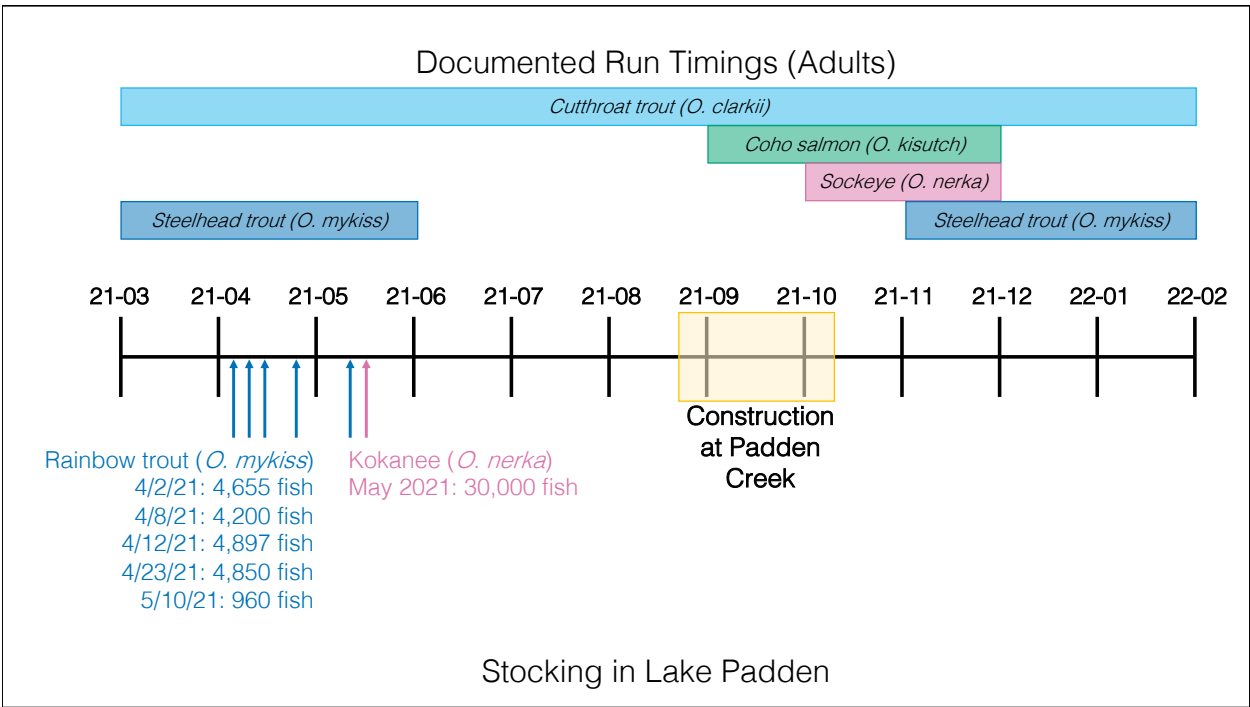 Documented Run Timings (Adults)
Cutthroat trout (O. clarkii)
Coho salmon (O. kisutch)
Sockeye (O. nerka)
Steelhead trout (O. mykiss)
Steelhead trout (O. mykiss)
21-03
21-04
21-05
21-06
21-07
21-08
21-09
21-10
21-11
21-12
22-01
22-02
Construction
at Padden
Creek
Rainbow trout (O. mykiss)
4/2/21: 4,655 fish
4/8/21: 4,200 fish
4/12/21: 4,897 fish
4/23/21: 4,850 fish
5/10/21: 960 fish
Kokanee (O. nerka)
May 2021: 30,000 fish
Stocking in Lake Padden